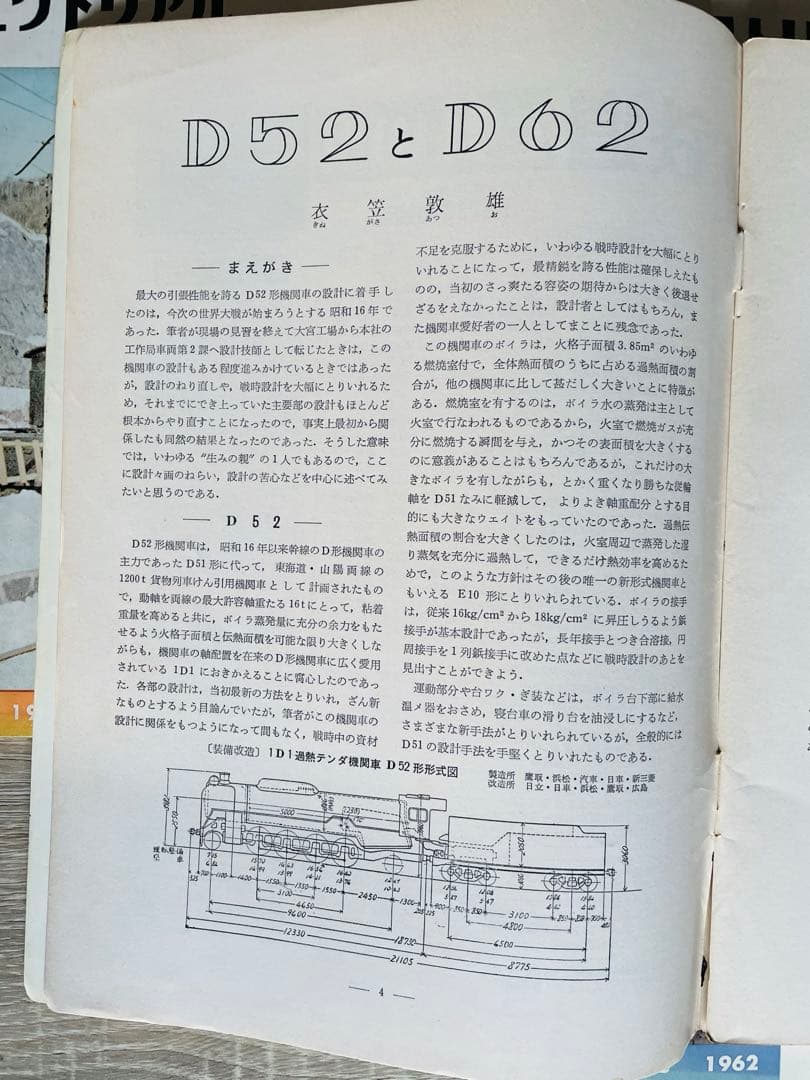 D52とD62
衣笠敦雄
きぬ がさ あつ お
── まえがき ──
最大の引張性能を誇る D52 形機関車の設計に着手し
たのは，今次の世界大戦が始まろうとする昭和16年で
あった．筆者が現場の見習を終えて大宮工場から本社の
工作局車両第2課へ設計技師として転じたときは，この
機関車の設計もある程度進みかけているときではあった
が，設計のねり直しや，戦時設計を大幅にとりいれるた
め，それまでにでき上っていた主要部の設計もほとんど
根本からやり直すことになったので，事実上最初から関
係したも同然の結果となったのであった．そうした意味
では，いわゆる“生みの親”の1人でもあるので，ここ
に設計々画のねらい，設計の苦心などを中心に述べてみ
たいと思うのである．
── D 5 2 ──
D52形機関車は，昭和16年以来幹線のD形機関車の
主力であった D51 形に代って，東海道・山陽両線の
1200t 貨物列車けん引用機関車として計画されたもの
で，動軸を両線の最大許容軸重たる16tにとって，粘着
重量を高めると共に，ボイラ蒸発量に充分の余力をもた
せるよう火格子面積と伝熱面積を可能な限り大きくしな
がらも，機関車の軸配置を在来のD形機関車に広く愛用
されている 1D1 におきかえることに腐心したのであっ
た．各部の設計は，当初最新の方法をとりいれ，ざん新
なものとするよう目論んでいたが，筆者がこの機関車の
設計に関係をもつようになって間もなく，戦時中の資材
不足を克服するために，いわゆる戦時設計を大幅にとり
いれることになって，最精鋭を誇る性能は確保しえたも
のの，当初のさっ爽たる容姿の期待からは大きく後退せ
ざるをえなかったことは，設計者としてはもちろん，ま
た機関車愛好者の一人としてまことに残念であった．
この機関車のボイラは，火格子面積3.85m²のいわゆ
る燃焼室付で，全体熱面積のうちに占める過熱面積の割
合が，他の機関車に比して甚だしく大きいことに特徴が
ある．燃焼室を有するのは，ボイラ水の蒸発は主として
火室で行なわれるものであるから，火室で燃焼ガスが充
分に燃焼する瞬間を与え，かつその表面積を大きくする
のに意義があることはもちろんであるが，これだけの大
きなボイラを有しながらも，とかく重くなり勝ちな従輪
軸を D51 なみに軽減して，よりよき軸重配分とする目
的にも大きなウエイトをもっていたのであった．過熱伝
熱面積の割合を大きくしたのは，火室周辺で蒸発した湿
り蒸気を充分に過熱して，できるだけ熱効率を高めるた
めで，このような方針はその後の唯一の新形式機関車と
もいえる E10 形にとりいれられている．ボイラの接手
は，従来16kg/cm²から18kg/cm²に昇圧しうるよう鋲
接手が基本設計であったが，長年接手とつき合溶接，円
周接手を1列鋲接手に改めた点などに戦時設計のあとを
見出すことができよう．
運動部分や台ワク・ぎ装などは，ボイラ台下部に給水
温メ器をおさめ，寝台車の滑り台を油浸しにするなど，
さまざまな新手法がとりいれられているが，全般的には
D51の設計手法を手堅くとりいれたものである．
〔装備改造〕1D1過熱テンダ機関車 D52形形式図
製造所 鷹取・浜松・汽車・日車・新三菱
改造所 日立・日車・浜松・鷹取・広島
5000
3060
1100 1400 1550 1550 1550 2450 1300
3100
3100
4650
4800
9600
6500
12330
18730
8775
21105
── 4 ──
1962